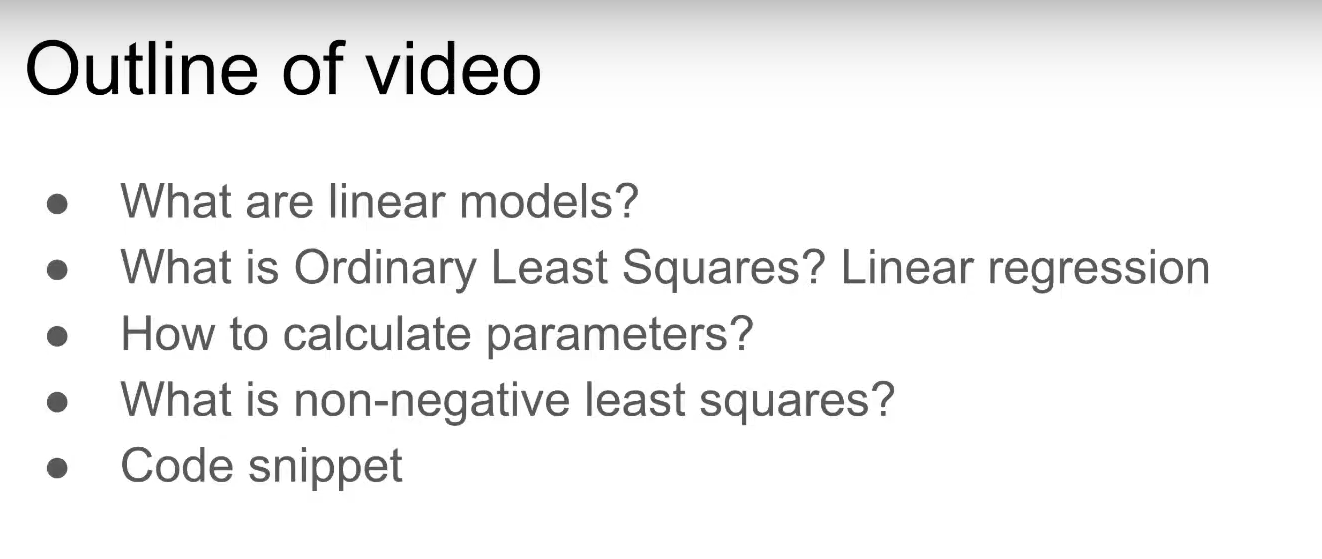 Outline of video
● What are linear models?
● What is Ordinary Least Squares? Linear regression
● How to calculate parameters?
● What is non-negative least squares?
● Code snippet